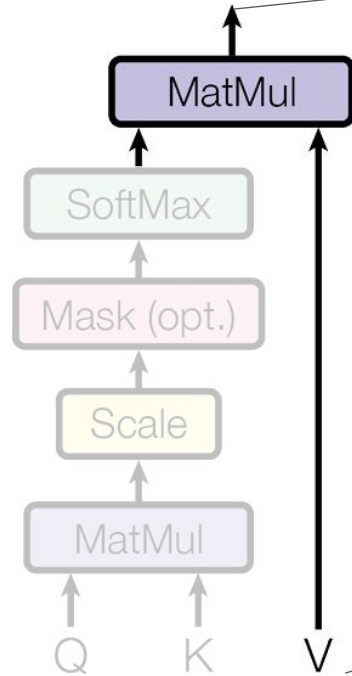 MatMul
SoftMax
Mask (opt.)
Scale
MatMul
Q K V